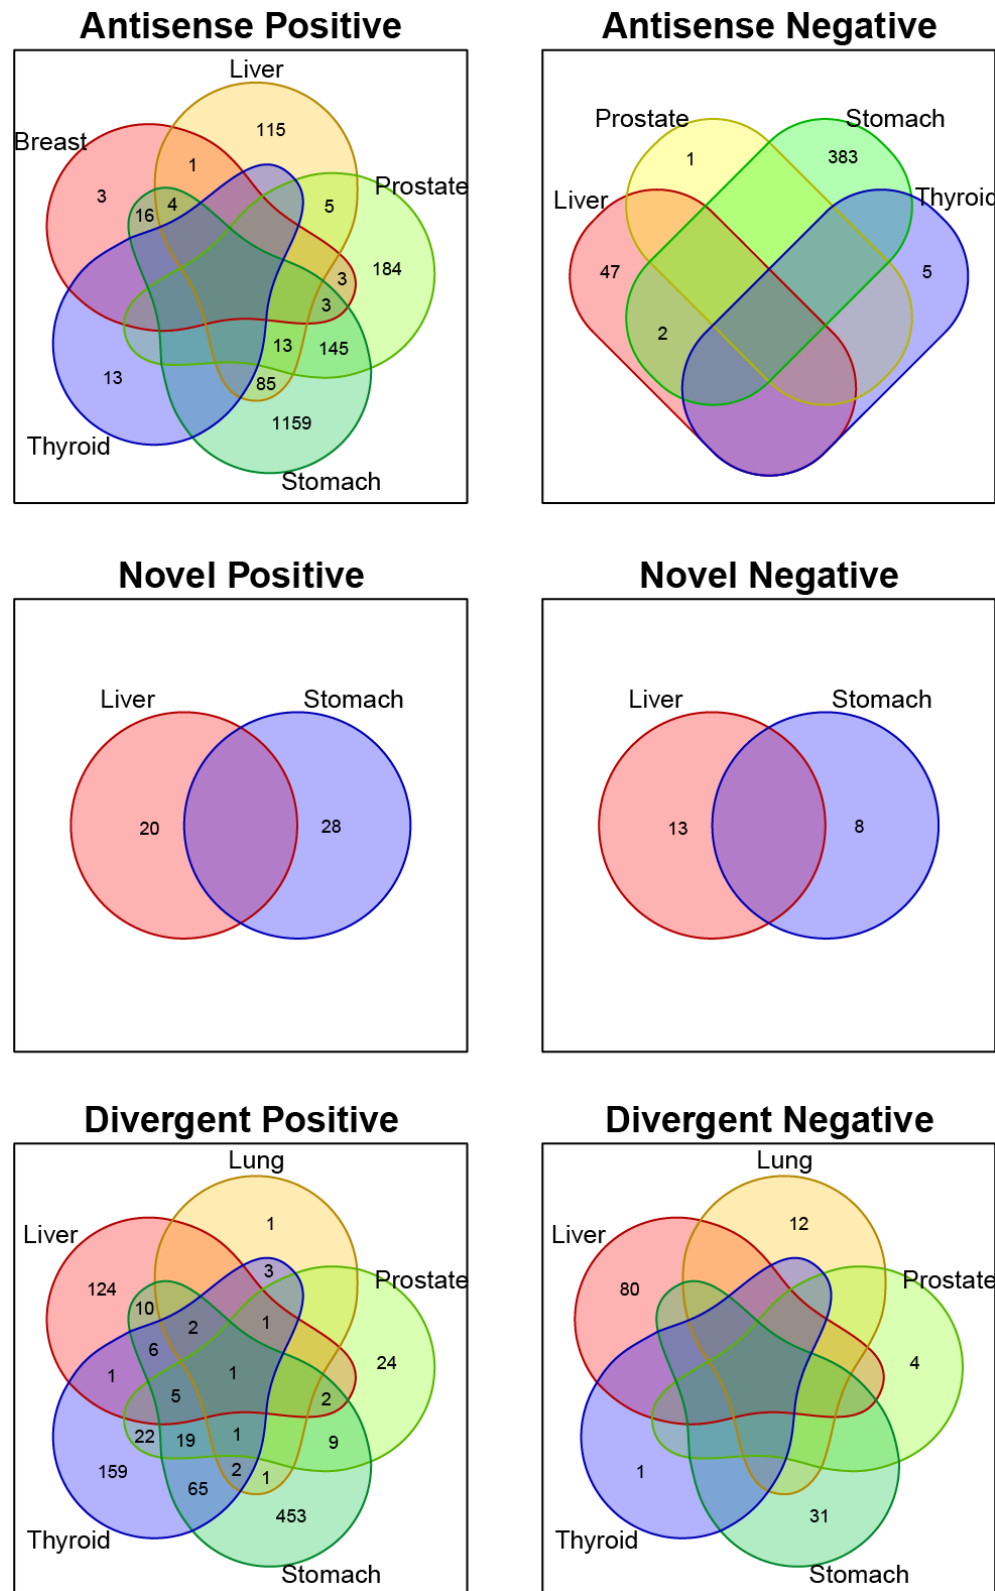 Antisense Positive
Antisense Negative
Liver
115
Breast
1
3
Prostate
5
4
16
184
3
3
13
145
13
85
1159
Thyroid
Stomach
Prostate
Stomach
1
383
Liver
Thyroid
47
5
2
Novel Positive
Novel Negative
Liver
Stomach
20
28
Liver
Stomach
13
8
Divergent Positive
Divergent Negative
Lung
1
Liver
3
Prostate
124
10
2
1
6
24
1
1
5
2
22
19
1
9
159
2
1
65
453
Thyroid
Stomach
Lung
12
Liver
80
Prostate
4
1
31
Thyroid
Stomach